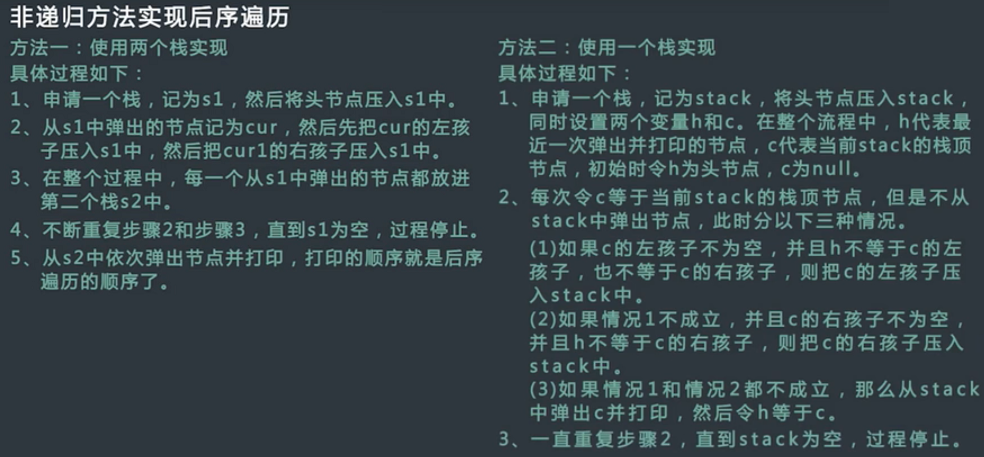 非递归方法实现后序遍历
方法一：使用两个栈实现
具体过程如下：
1、申请一个栈，记为s1，然后将头节点压入s1中。
2、从s1中弹出的节点记为cur，然后先把cur的左孩
子压入s1中，然后把cur1的右孩子压入s1中。
3、在整个过程中，每一个从s1中弹出的节点都放进
第二个栈s2中。
4、不断重复步骤2和步骤3，直到s1为空，过程停止。
5、从s2中依次弹出节点并打印，打印的顺序就是后序
遍历的顺序了。
方法二：使用一个栈实现
具体过程如下：
1、申请一个栈，记为stack，将头节点压入stack，
同时设置两个变量h和c。在整个流程中，h代表最
近一次弹出并打印的节点，c代表当前stack的栈顶
节点，初始时令h为头节点，c为null。
2、每次令c等于当前stack的栈顶节点，但是不从
stack中弹出节点，此时分以下三种情况。
(1)如果c的左孩子不为空，并且h不等于c的左
孩子，也不等于c的右孩子，则把c的左孩子压
入stack中。
(2)如果情况1不成立，并且c的右孩子不为空，
并且h不等于c的右孩子，则把c的右孩子压入
stack中。
(3)如果情况1和情况2都不成立，那么从stack
中弹出c并打印，然后令h等于c。
3、一直重复步骤2，直到stack为空，过程停止。